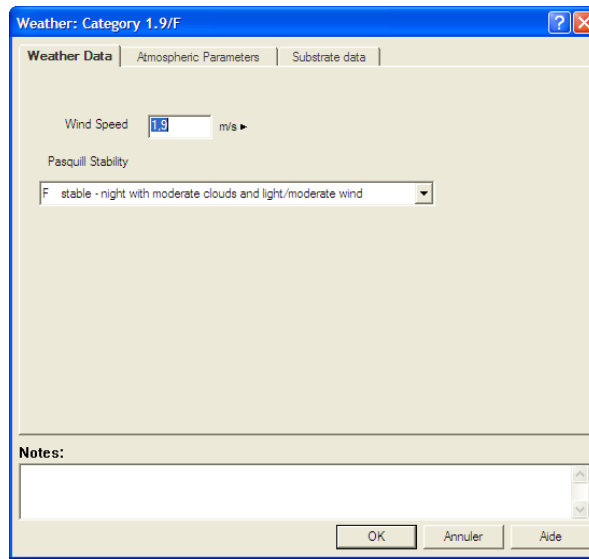 Weather: Category 1.9/F
Weather Data Atmospheric Parameters Substrate data
Wind Speed 1,9 m/s
Pasquill Stability
F stable - night with moderate clouds and light/moderate wind
Notes:
OK Annuler Aide